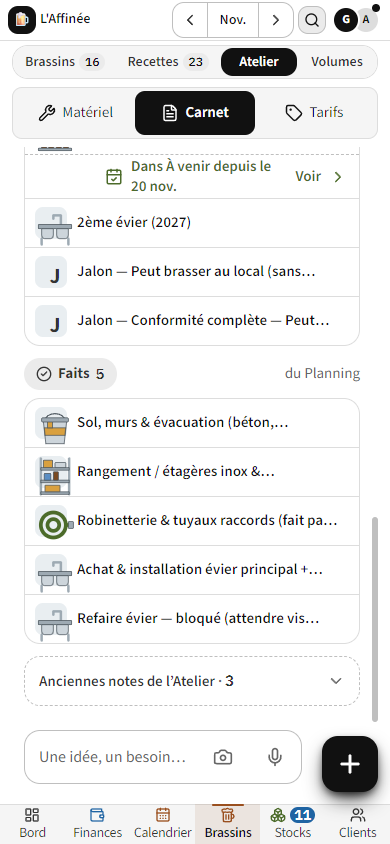 L'Affinée
Nov.
G
A
Brassins 16
Recettes 23
Atelier
Volumes
Matériel
Carnet
Tarifs
Dans À venir depuis le
20 nov.
Voir
2ème évier (2027)
J
Jalon — Peut brasser au local (sans…
J
Jalon — Conformité complète — Peut…
Faits 5
du Planning
Sol, murs & évacuation (béton,…
Rangement / étagères inox &…
Robinetterie & tuyaux raccords (fait pa…
Achat & installation évier principal +…
Refaire évier — bloqué (attendre vis…
Anciennes notes de l'Atelier · 3
Une idée, un besoin…
Bord
Finances
Calendrier
Brassins
11
Stocks
Clients